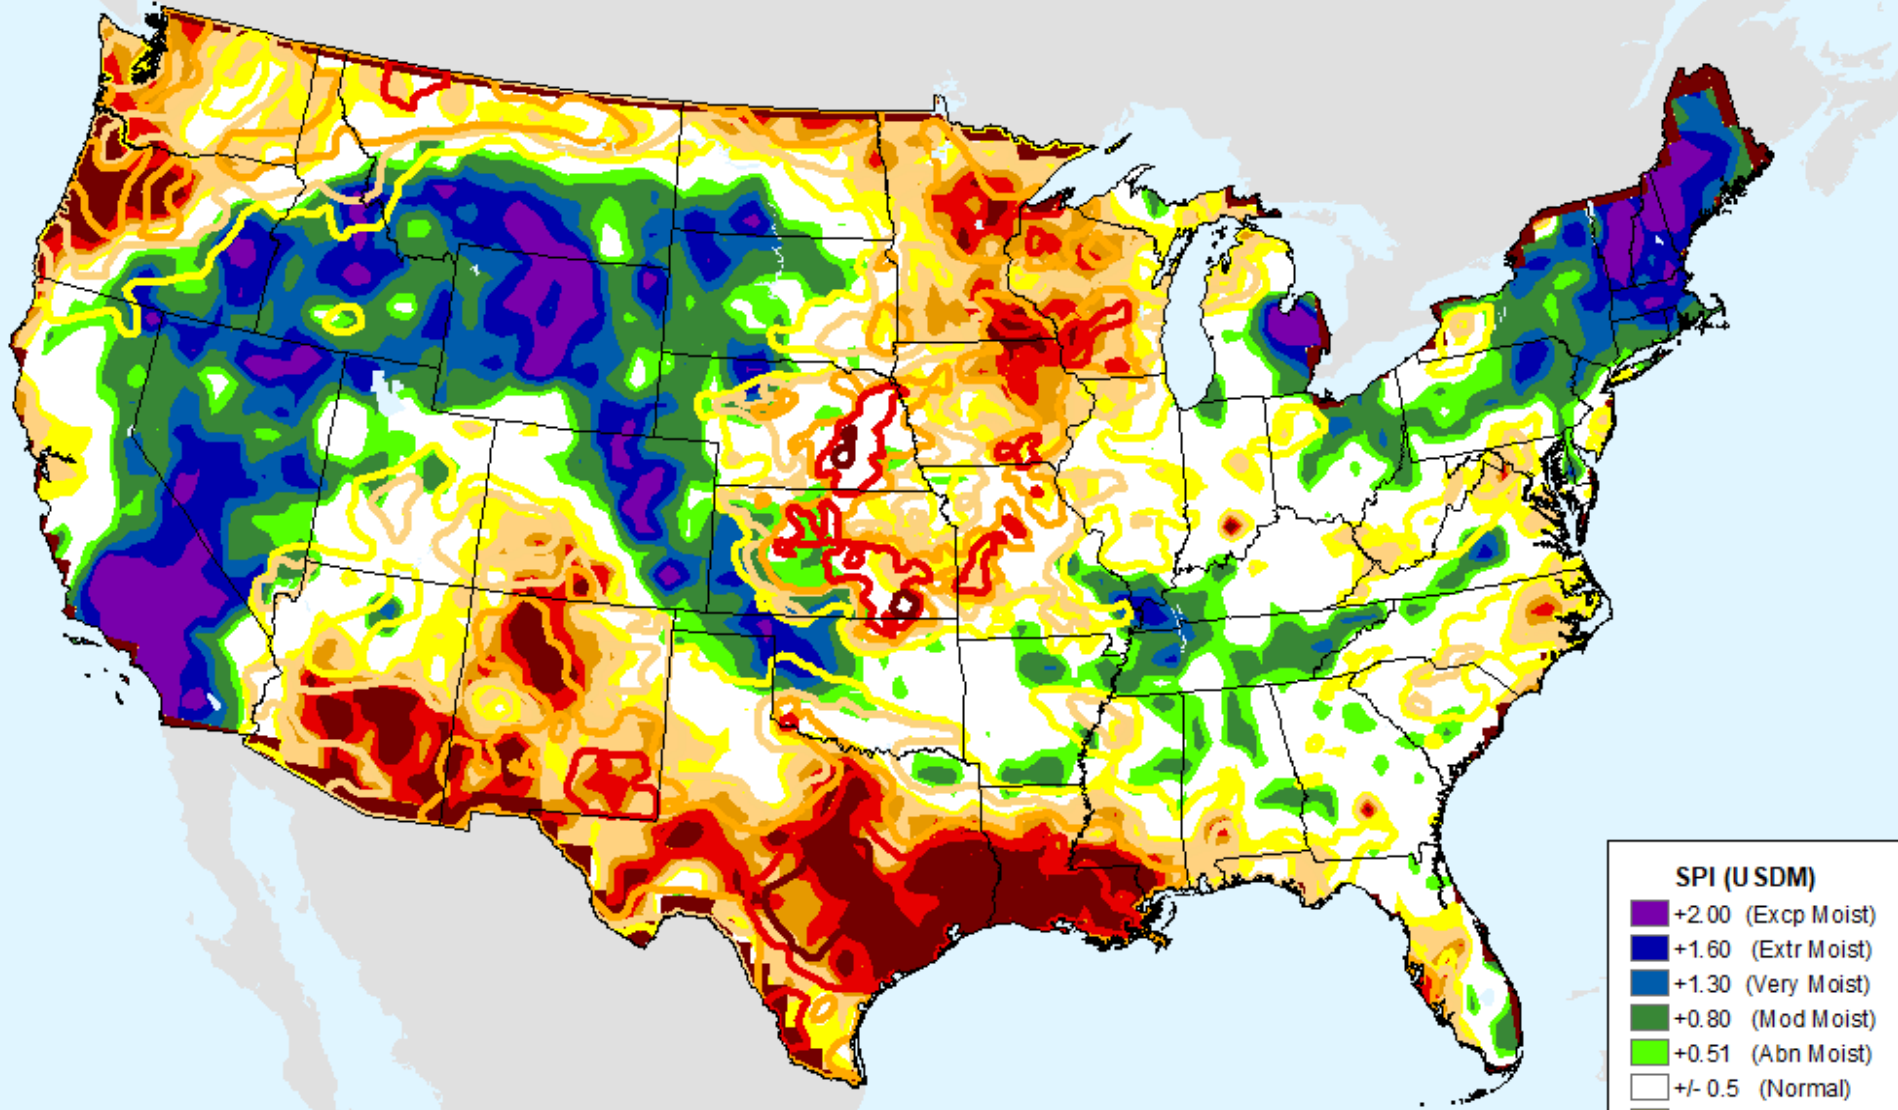 SPI (USDM)
+2.00 (Excp Moist)
+1.60 (Extr Moist)
+1.30 (Very Moist)
+0.80 (Mod Moist)
+0.51 (Abn Moist)
+/- 0.5 (Normal)